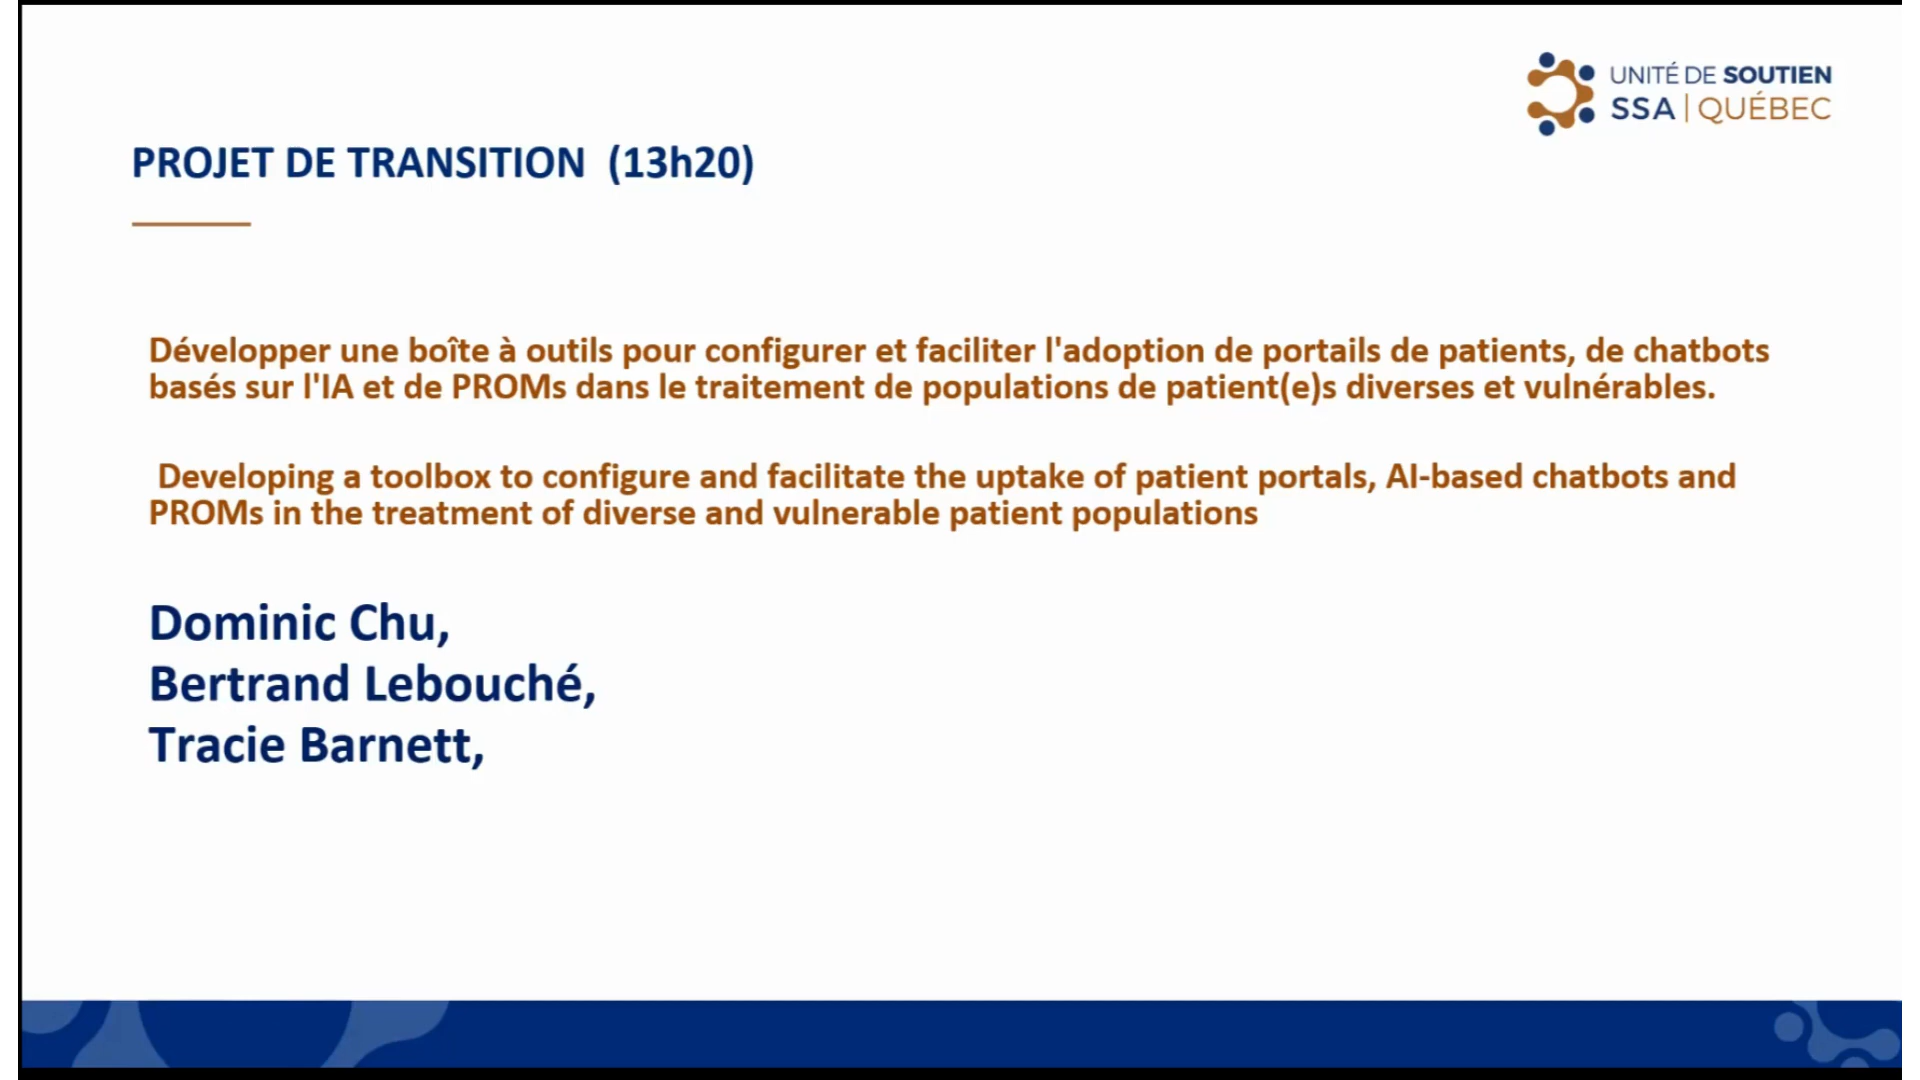 UNITÉ DE SOUTIEN
SSA | QUÉBEC
PROJET DE TRANSITION  (13h20)
Développer une boîte à outils pour configurer et faciliter l'adoption de portails de patients, de chatbots
basés sur l'IA et de PROMs dans le traitement de populations de patient(e)s diverses et vulnérables.
Developing a toolbox to configure and facilitate the uptake of patient portals, AI-based chatbots and
PROMs in the treatment of diverse and vulnerable patient populations
Dominic Chu,
Bertrand Lebouché,
Tracie Barnett,